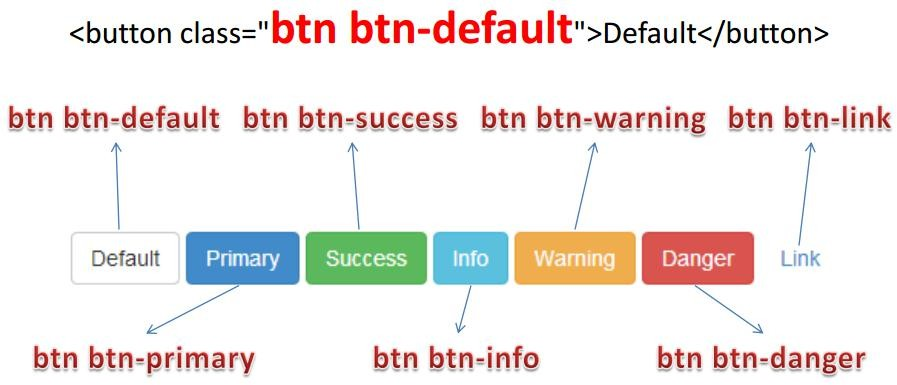 <button class="btn btn-default">Default</button>
btn btn-default btn btn-success btn btn-warning btn btn-link
Default Primary Success Info Warning Danger Link
btn btn-primary btn btn-info btn btn-danger